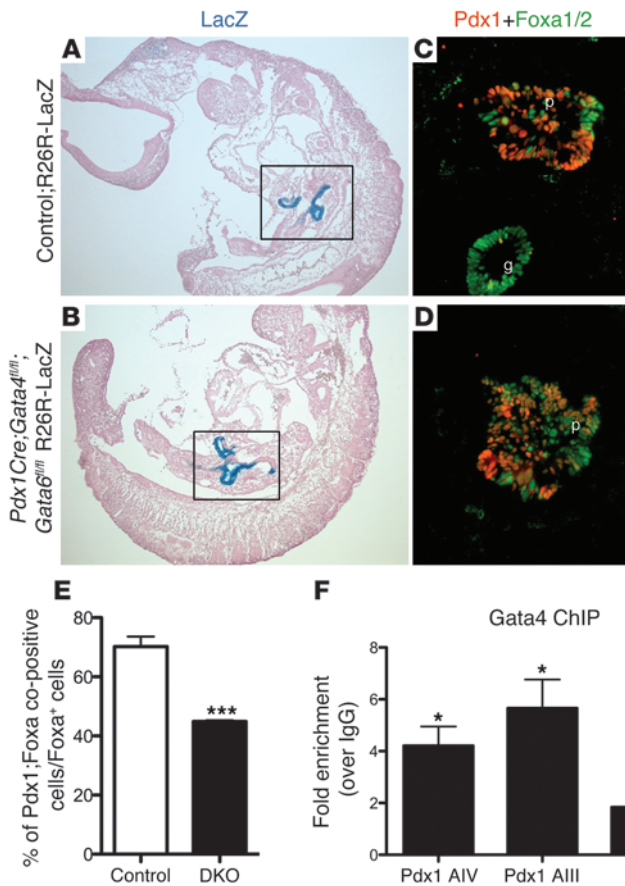 LacZ
Pdx1+Foxa1/2
A
C
Control;R26R-LacZ
p
g
B
D
Pdx1Cre;Gata4fl/fl;
Gata6fl/fl R26R-LacZ
p
E
F
Gata4 ChIP
% of Pdx1;Foxa co-positive
cells/Foxa+ cells
80
60
40
20
0
***
Control
DKO
Fold enrichment
(over IgG)
8
6
4
2
0
*
*
Pdx1 AIV
Pdx1 AIII